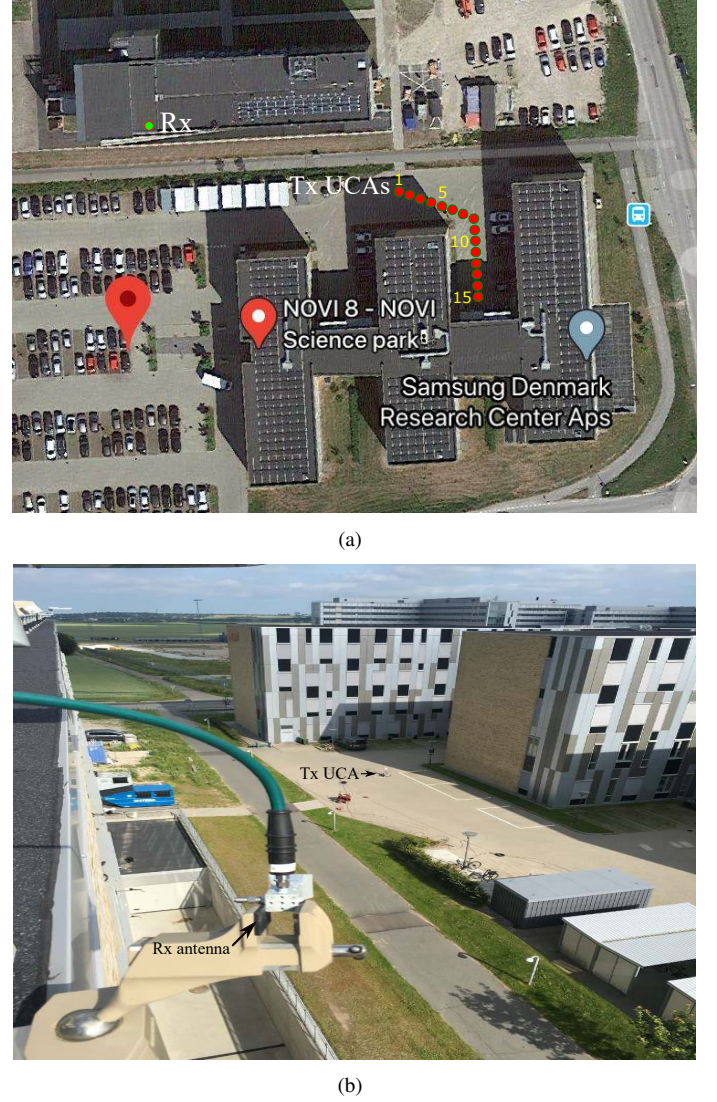 Rx
Tx UCAs
1
5
10
15
NOVI 8 - NOVI
Science park
Samsung Denmark
Research Center Aps
(a)
Tx UCA
Rx antenna
(b)